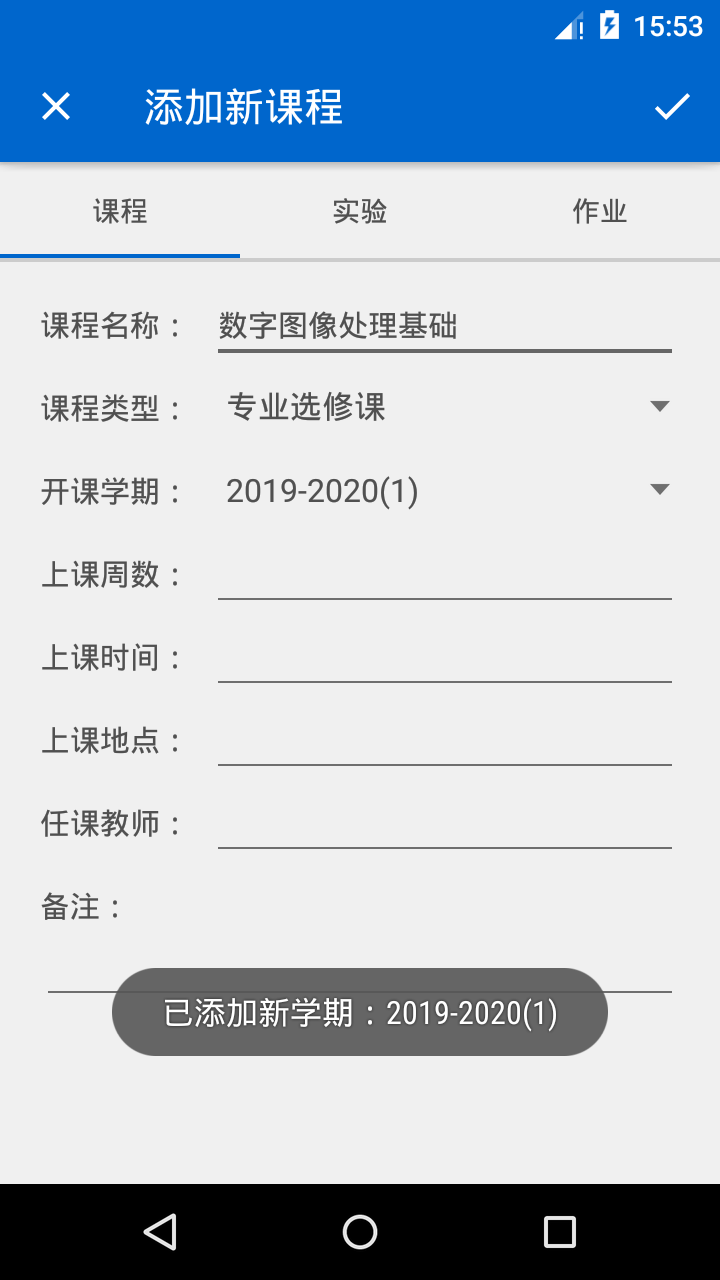 15:53
添加新课程
课程 实验 作业
课程名称： 数字图像处理基础
课程类型： 专业选修课
开课学期： 2019-2020(1)
上课周数：
上课时间：
上课地点：
任课教师：
备注：
已添加新学期：2019-2020(1)